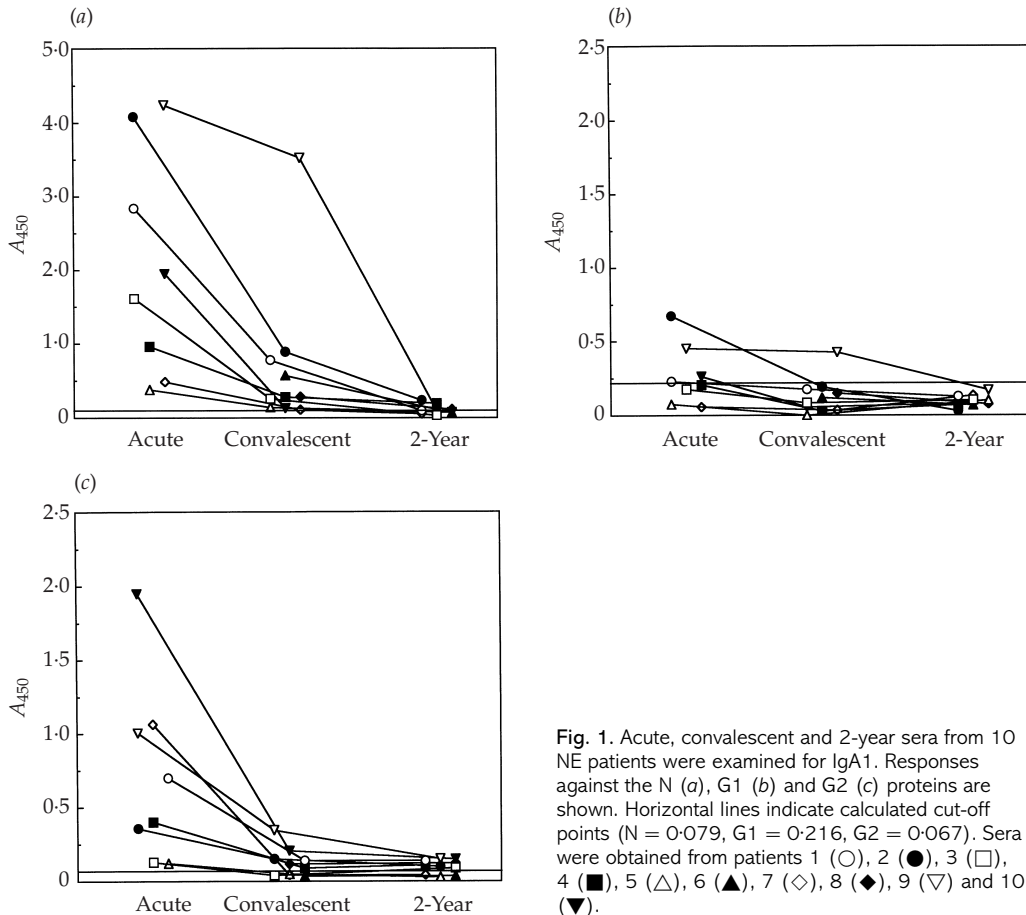 (a)
5·0
4·0
3·0
2·0
1·0
0
A450
Acute Convalescent 2-Year
(b)
2·5
2·0
1·5
1·0
0·5
0
A450
Acute Convalescent 2-Year
(c)
2·5
2·0
1·5
1·0
0·5
0
A450
Acute Convalescent 2-Year
Fig. 1. Acute, convalescent and 2-year sera from 10
NE patients were examined for IgA1. Responses
against the N (a), G1 (b) and G2 (c) proteins are
shown. Horizontal lines indicate calculated cut-off
points (N = 0·079, G1 = 0·216, G2 = 0·067). Sera
were obtained from patients 1 (○), 2 (●), 3 (□),
4 (■), 5 (△), 6 (▲), 7 (◇), 8 (◆), 9 (▽) and 10
(▼).